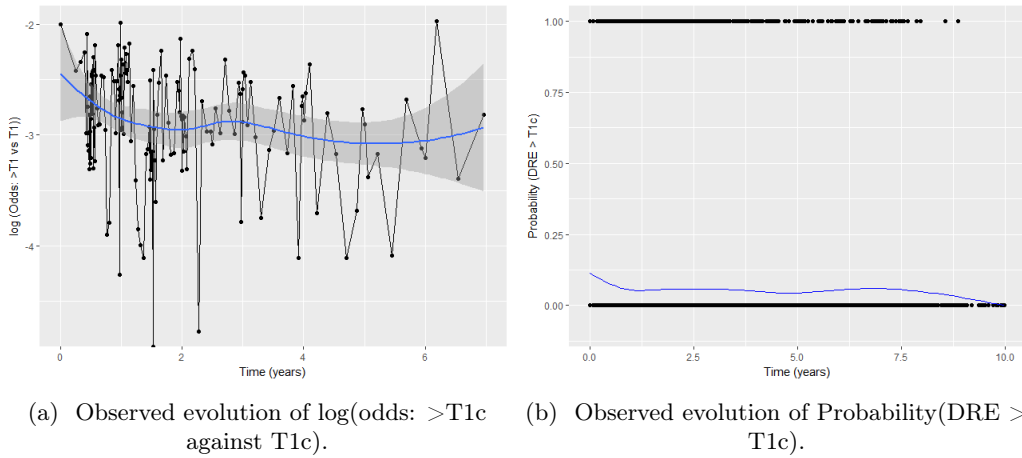 -2
-3
-4
log (Odds: >T1 vs T1))
0
2
4
6
Time (years)
1.00
0.75
0.50
0.25
0.00
Probability (DRE > T1c)
0.0
2.5
5.0
7.5
10.0
Time (years)
(a) Observed evolution of log(odds: >T1c
against T1c).
(b) Observed evolution of Probability(DRE >
T1c).